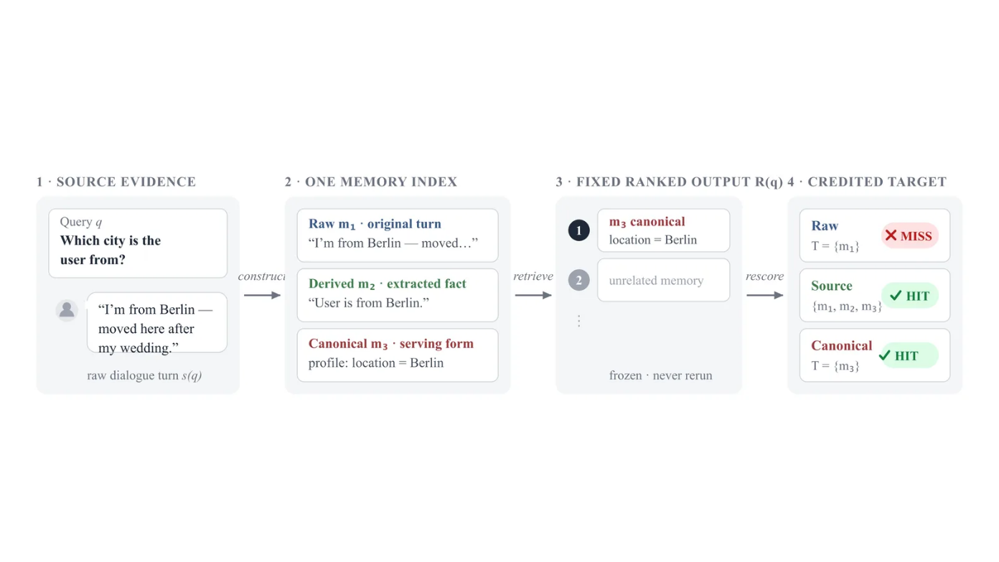 1 · SOURCE EVIDENCE
Query q
Which city is the
user from?
“I’m from Berlin —
moved here after
my wedding.”
raw dialogue turn s(q)
construct
2 · ONE MEMORY INDEX
Raw m₁ · original turn
“I’m from Berlin — moved…”
Derived m₂ · extracted fact
“User is from Berlin.”
Canonical m₃ · serving form
profile: location = Berlin
retrieve
3 · FIXED RANKED OUTPUT R(q)
1
m₃ canonical
location = Berlin
2
unrelated memory
⋮
frozen · never rerun
rescore
4 · CREDITED TARGET
Raw
T = {m₁}
✗ MISS
Source
{m₁, m₂, m₃}
✓ HIT
Canonical
T = {m₃}
✓ HIT